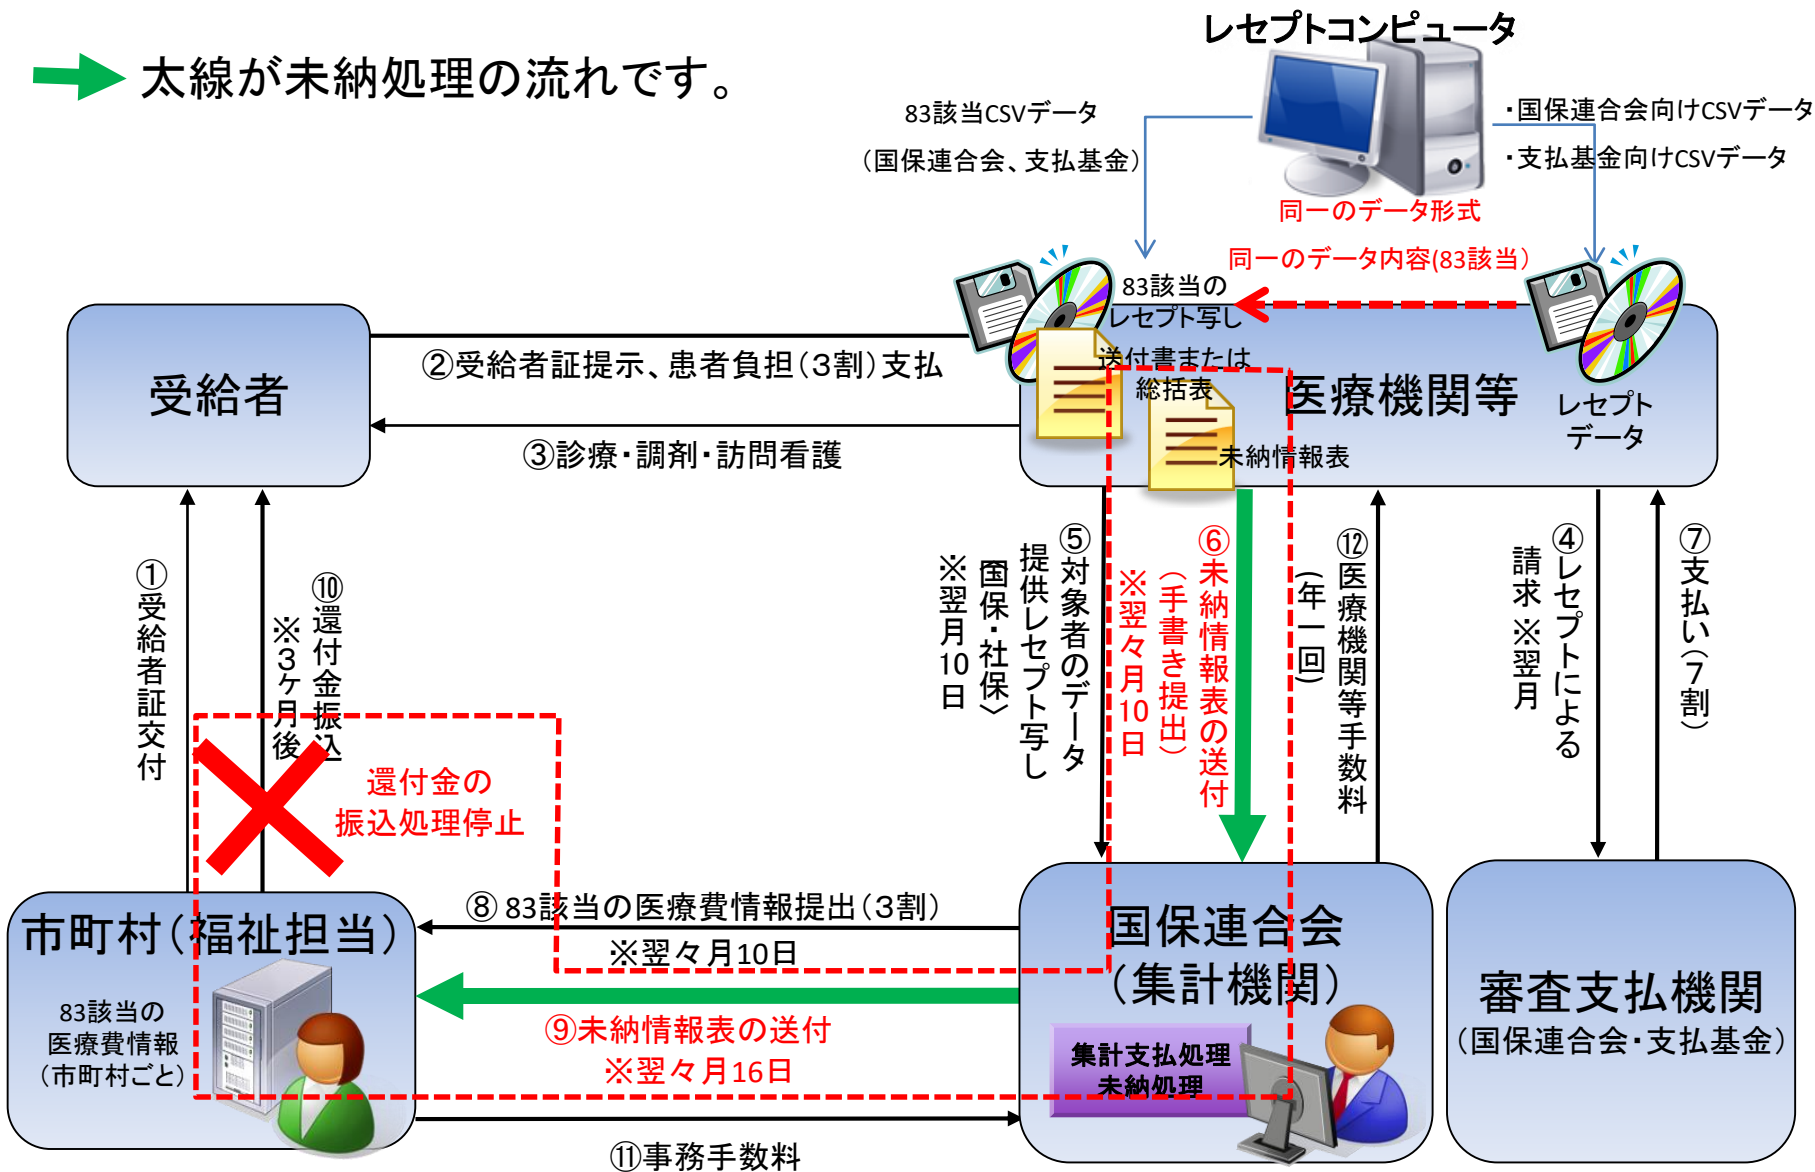 レセプトコンピュータ
太線が未納処理の流れです。
83該当CSVデータ
（国保連合会、支払基金）
・国保連合会向けCSVデータ
・支払基金向けCSVデータ
同一のデータ形式
同一のデータ内容(83該当）
83該当の
レセプト写し
送付書または
総括表
未納情報表
医療機関等
レセプト
データ
受給者
②受給者証提示、患者負担（３割）支払
③診療・調剤・訪問看護
①受給者証交付
⑩還付金振込
※３ヶ月後
還付金の
振込処理停止
⑤対象者のデータ
提供レセプト写し
（国保・社保）
※翌月10日
⑥未納情報表の送付
（手書き提出）
※翌々月10日
⑫医療機関等手数料
（年一回）
④レセプトによる
請求 ※翌月
⑦支払い（７割）
市町村（福祉担当）
83該当の
医療費情報
（市町村ごと）
⑧ 83該当の医療費情報提出（３割）
※翌々月10日
⑨未納情報表の送付
※翌々月16日
⑪事務手数料
国保連合会
（集計機関）
集計支払処理
未納処理
審査支払機関
（国保連合会・支払基金）